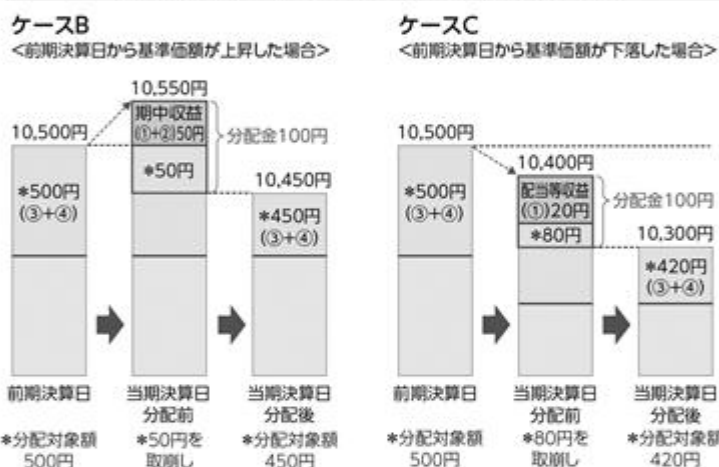 ケースB
<前期決算日から基準価額が上昇した場合>
10,550円
期中収益
(①+②)50円
分配金100円
10,500円
*50円
10,450円
*500円
(③+④)
*450円
(③+④)
前期決算日
当期決算日
分配前
当期決算日
分配後
*分配対象額
500円
*50円を
取崩し
*分配対象額
450円
ケースC
<前期決算日から基準価額が下落した場合>
10,500円
10,400円
*500円
(③+④)
配当等収益
(①)20円
分配金100円
*80円
10,300円
*420円
(③+④)
前期決算日
当期決算日
分配前
当期決算日
分配後
*分配対象額
500円
*80円を
取崩し
*分配対象額
420円